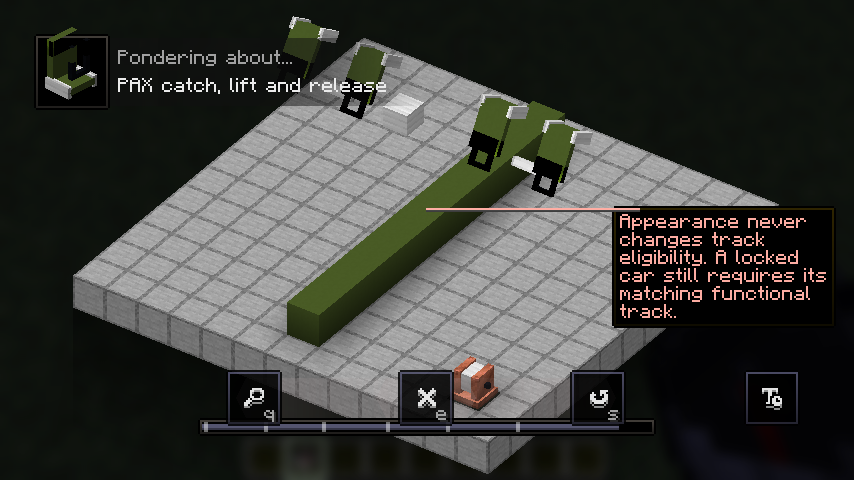 Pondering about...
PAX catch, lift and release
Appearance never
changes track
eligibility. A locked
car still requires its
matching functional
track.
q
e
s
T